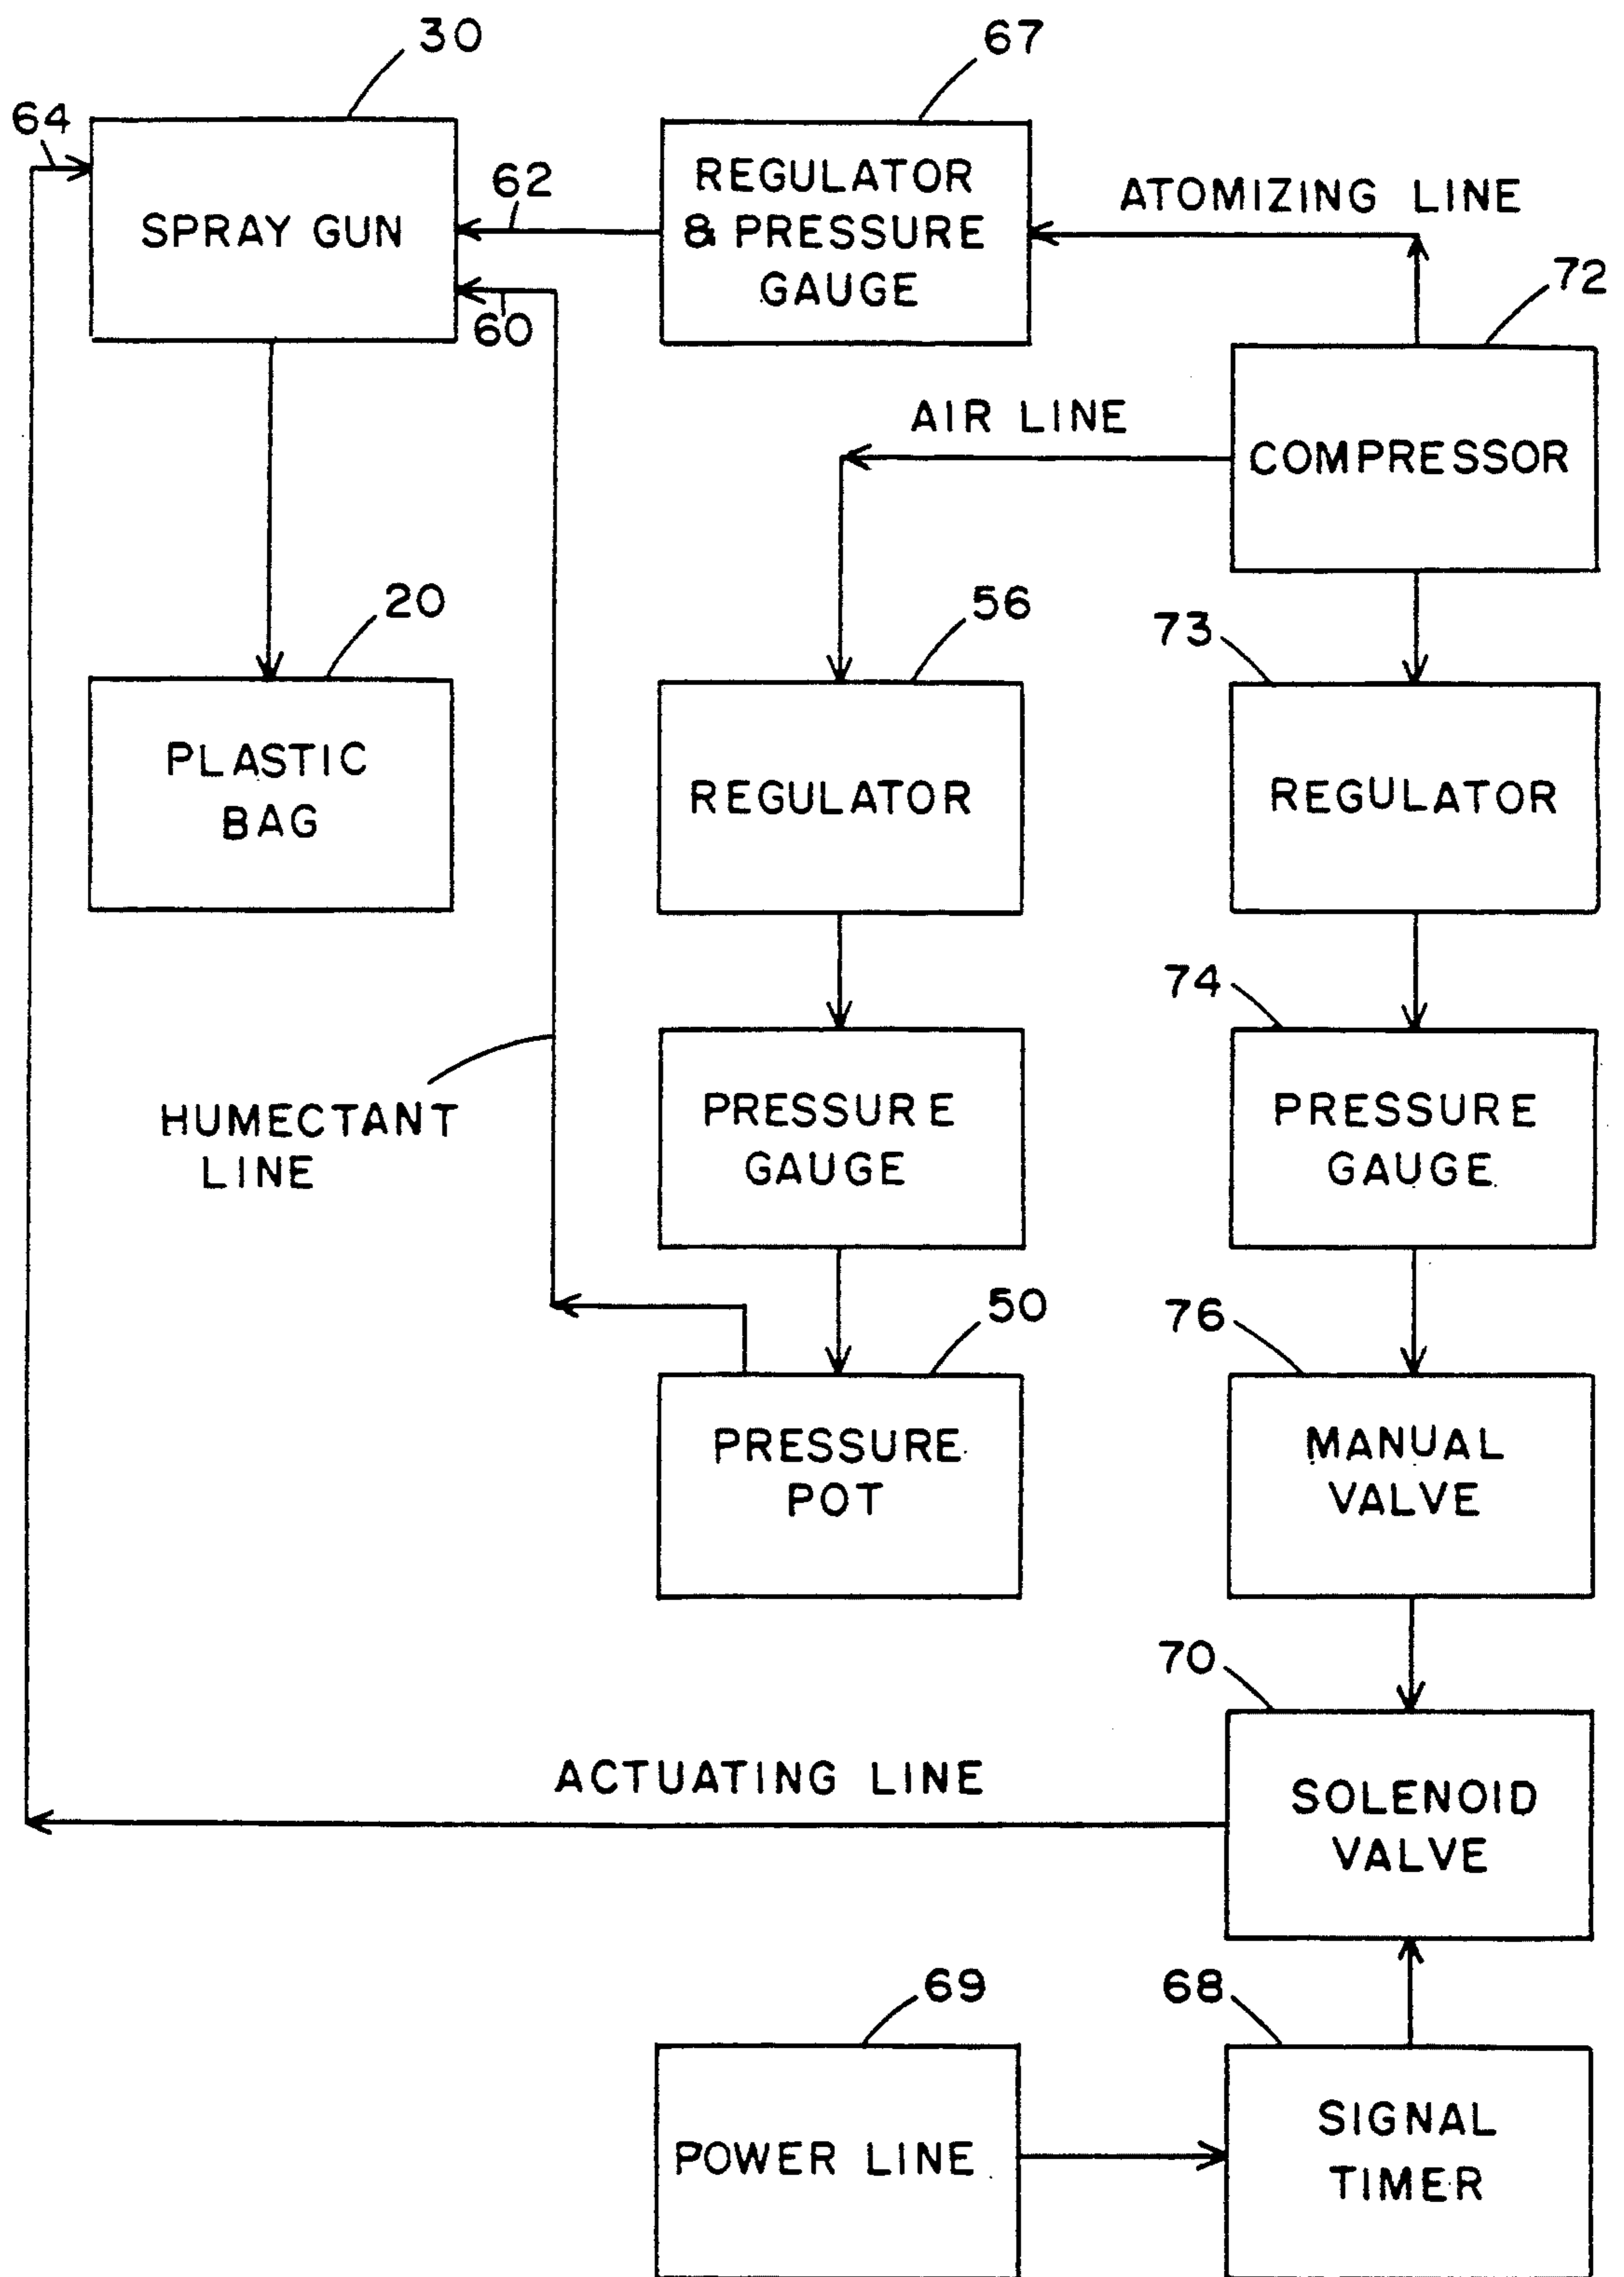 30
67
64
SPRAY GUN
62
60
REGULATOR
& PRESSURE
GAUGE
ATOMIZING LINE
72
COMPRESSOR
AIR LINE
20
PLASTIC
BAG
56
REGULATOR
73
REGULATOR
HUMECTANT
LINE
PRESSURE
GAUGE
74
PRESSURE
GAUGE
50
PRESSURE
POT
76
MANUAL
VALVE
70
SOLENOID
VALVE
ACTUATING LINE
69
POWER LINE
68
SIGNAL
TIMER